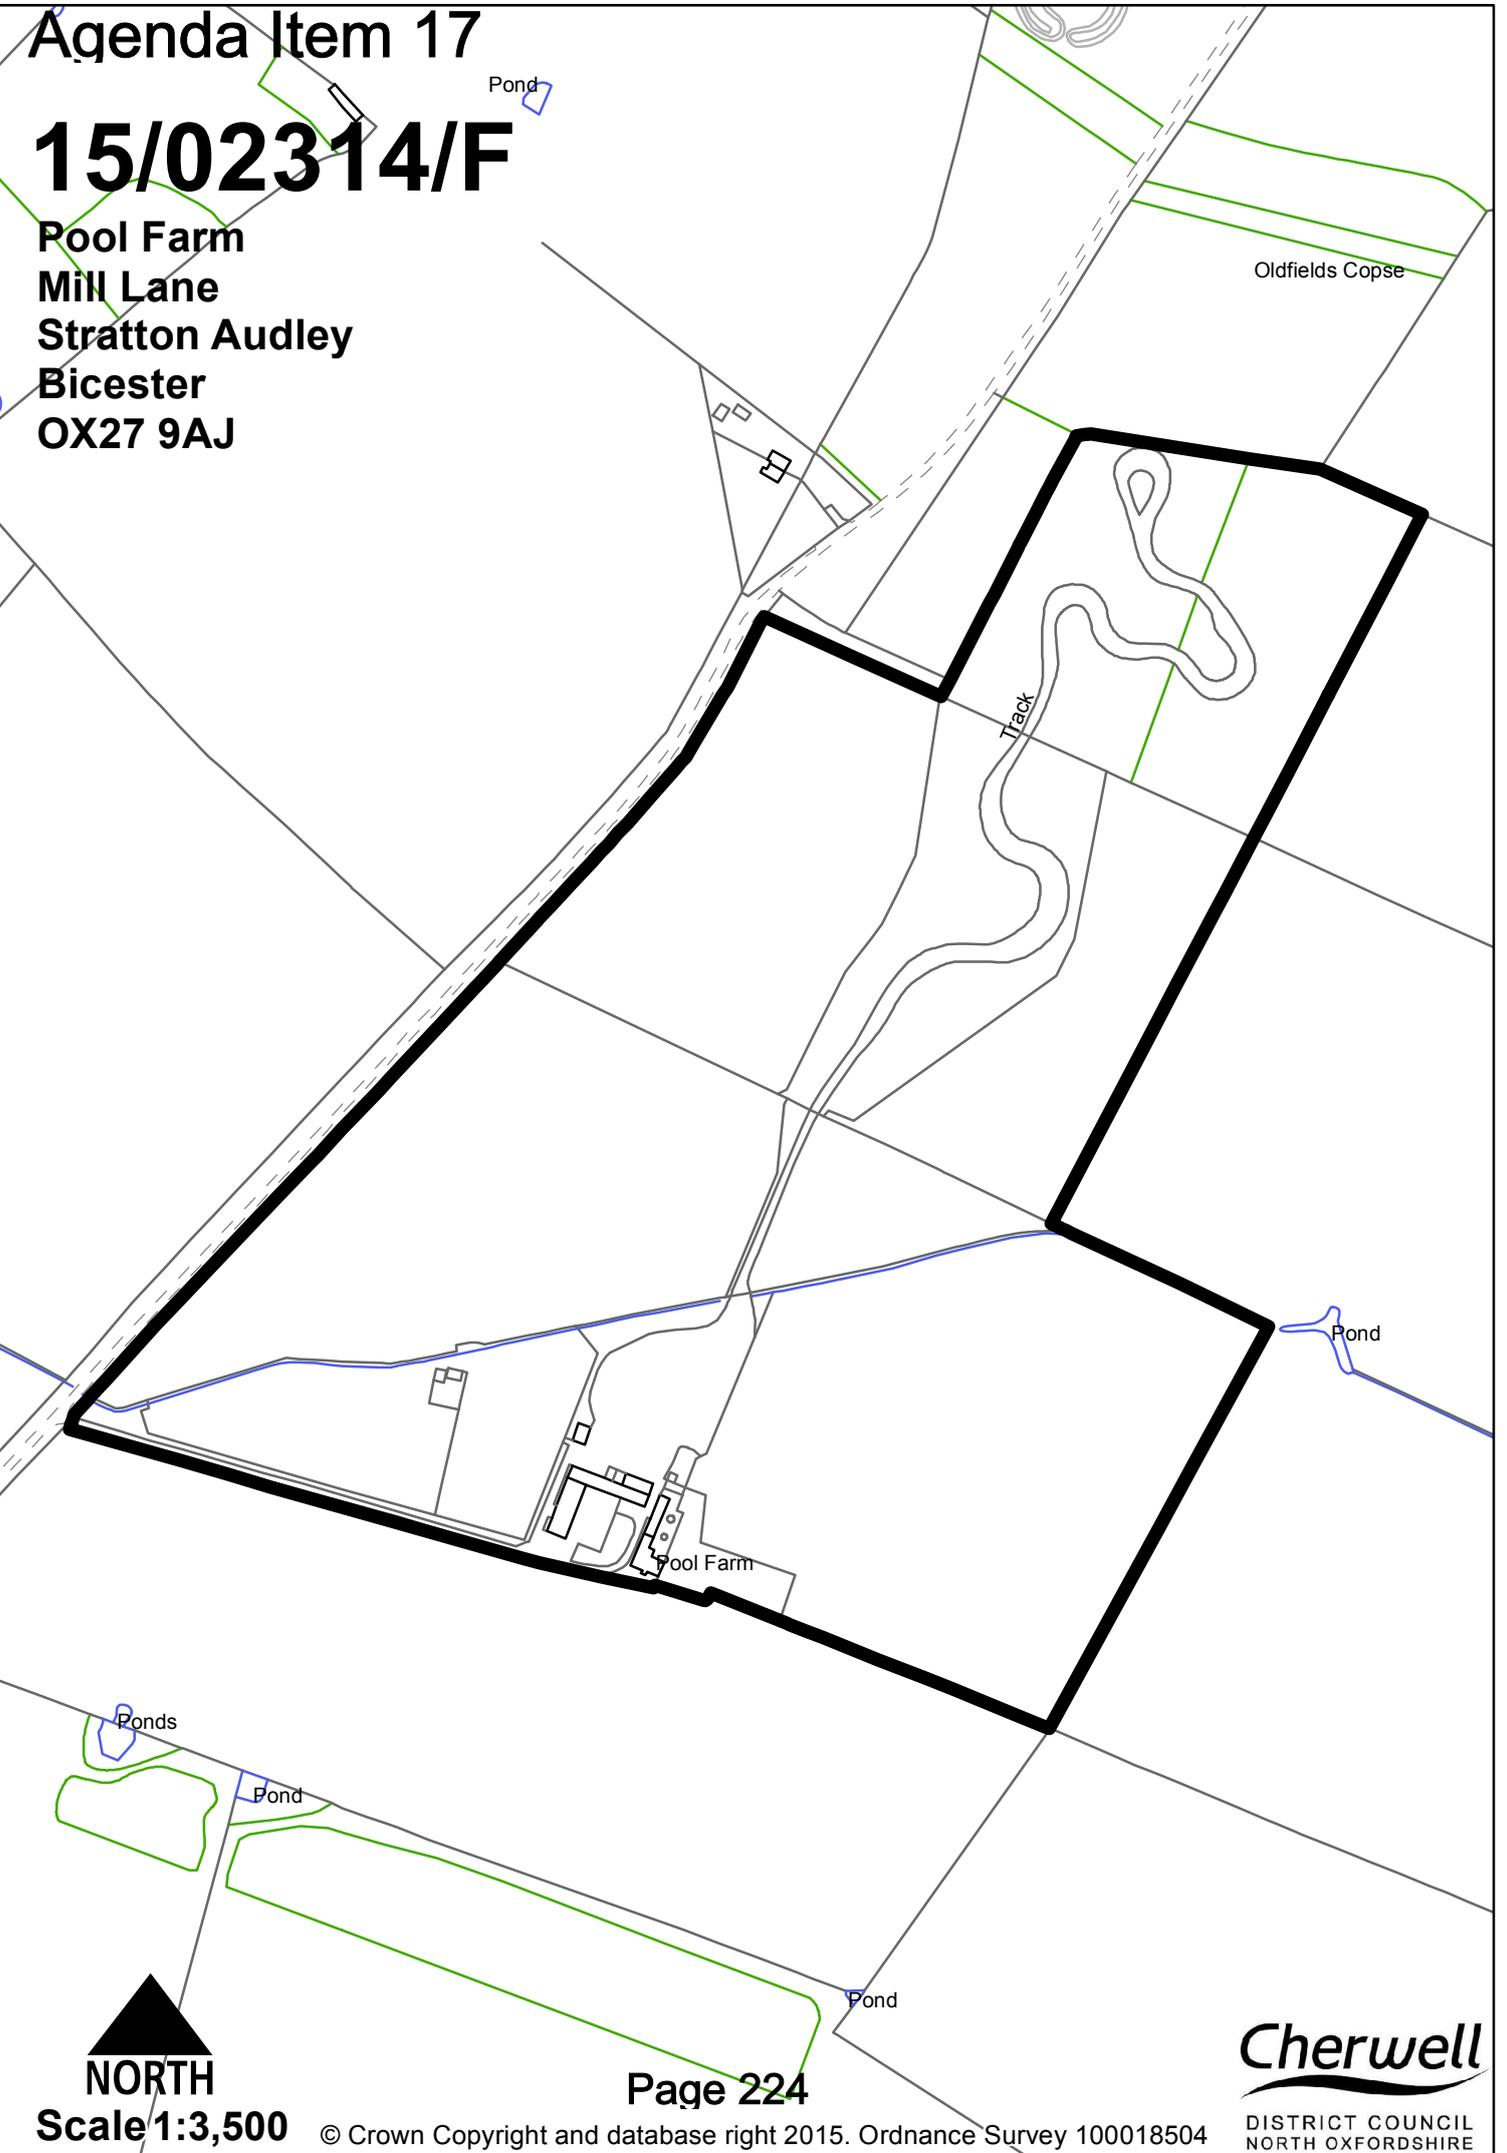 Agenda Item 17
Pond
15/02314/F
Pool Farm
Mill Lane
Stratton Audley
Bicester
OX27 9AJ
Oldfields Copse
Track
Pond
Pool Farm
Ponds
Pond
Pond
NORTH
Scale 1:3,500
Page 224
© Crown Copyright and database right 2015. Ordnance Survey 100018504
Cherwell
DISTRICT COUNCIL
NORTH OXFORDSHIRE